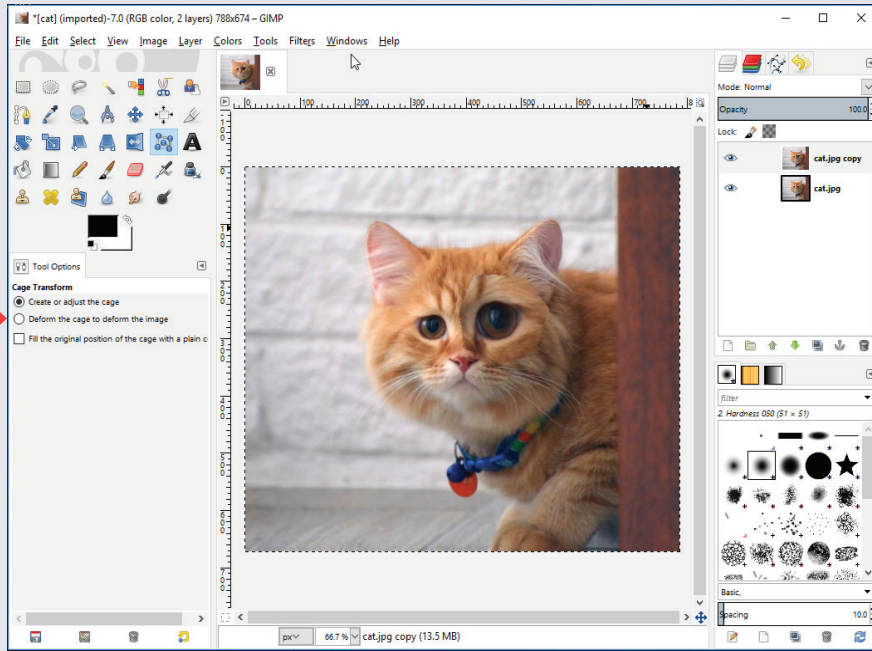 *[cat] (imported)-7.0 (RGB color, 2 layers) 788x674 – GIMP
File Edit Select View Image Layer Colors Tools Filters Windows Help
Mode: Normal
Opacity 100.0
Lock:
cat.jpg copy
cat.jpg
0 100 200 300 400 500 600 700 8
Tool Options
Cage Transform
Create or adjust the cage
Deform the cage to deform the image
Fill the original position of the cage with a plain c
filter
2. Hardness 050 (51 × 51)
Basic,
Spacing 10.0
px 66.7 % cat.jpg copy (13.5 MB)